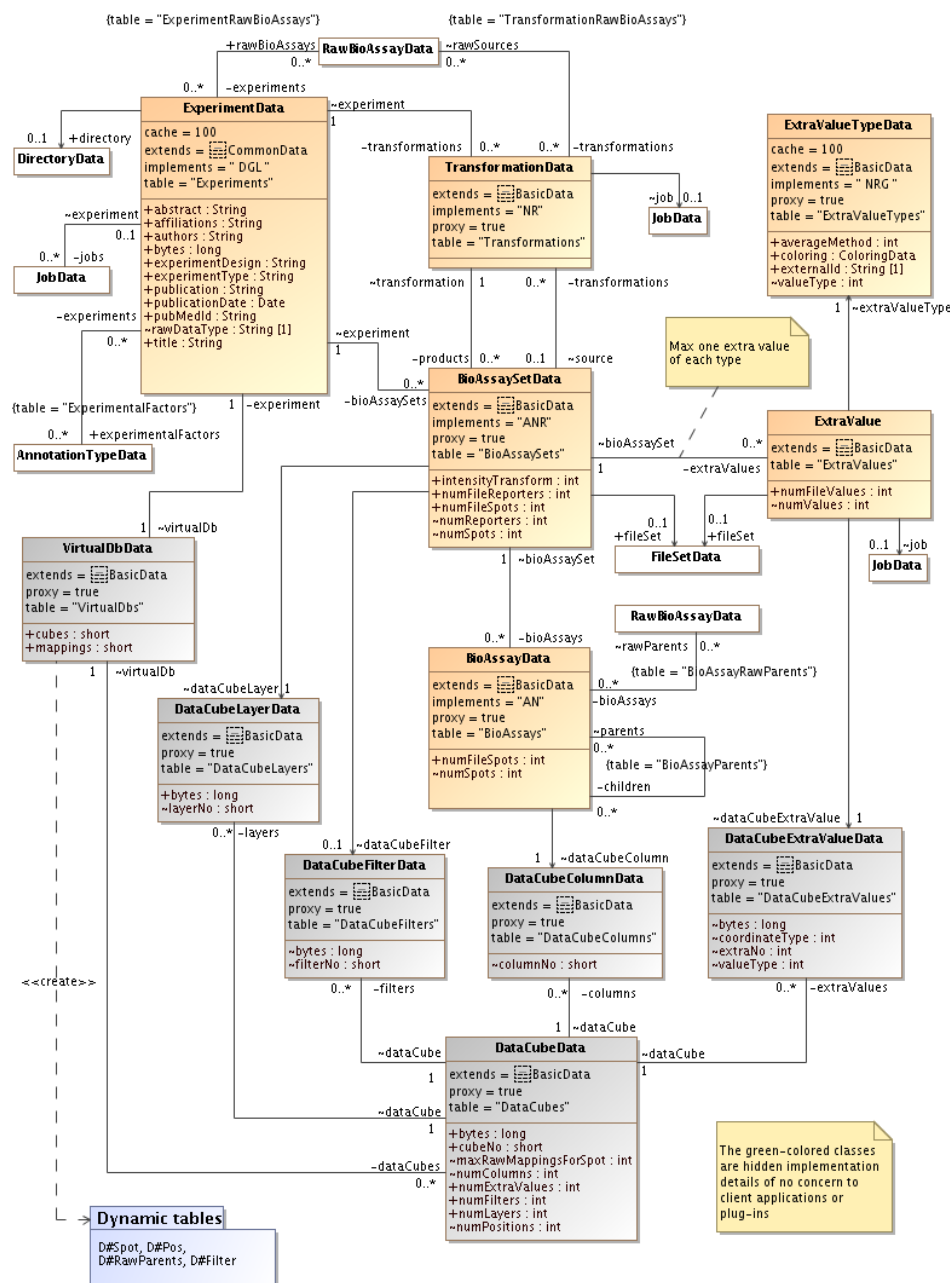 {table = "ExperimentRawBioAssays"}
{table = "TransformationRawBioAssays"}
+rawBioAssays
0..*
RawBioAssayData
~rawSources
0..*
0..*
-experiments
ExperimentData
cache = 100
extends = CommonData
implements = " DGL"
table = "Experiments"
+abstract : String
+affiliations : String
+authors : String
+bytes : long
+experimentDesign : String
+experimentType : String
+publication : String
+publicationDate : Date
+pubMedId : String
~rawDataType : String [1]
+title : String
~experiment
1
0..1
+directory
DirectoryData
-transformations
0..*
0..*
-transformations
TransformationData
extends = BasicData
implements = "NR"
proxy = true
table = "Transformations"
~job
0..1
JobData
ExtraValueTypeData
cache = 100
extends = BasicData
implements = " NRG"
proxy = true
table = "ExtraValueTypes"
+averageMethod : int
+coloring : ColoringData
+externalId : String [1]
~valueType : int
1
~extraValueType
~experiment
0..1
-jobs
JobData
~transformation
1
0..*
-transformations
-experiments
0..*
~experiment
1
Max one extra value
of each type
-products
0..*
0..1
~source
0..*
-bioAssaySets
{table = "ExperimentalFactors"}
0..*
+experimentalFactors
AnnotationTypeData
1
-experiment
BioAssaySetData
extends = BasicData
implements = "ANR"
proxy = true
table = "BioAssaySets"
+intensityTransform : int
+numFileReporters : int
+numFileSpots : int
~numReporters : int
~numSpots : int
~bioAssaySet
1
0..*
-extraValues
ExtraValue
extends = BasicData
table = "ExtraValues"
+numFileValues : int
~numValues : int
0..1
+fileSet
0..1
+fileSet
FileSetData
0..1
~job
JobData
1
~virtualDb
VirtualDbData
extends = BasicData
proxy = true
table = "VirtualDbs"
+cubes : short
+mappings : short
1
~virtualDb
1
~bioAssaySet
0..*
-bioAssays
RawBioAssayData
~rawParents
0..*
{table = "BioAssayRawParents"}
0..*
-bioAssays
BioAssayData
extends = BasicData
implements = "AN"
proxy = true
table = "BioAssays"
+numFileSpots : int
~numSpots : int
~parents
0..*
{table = "BioAssayParents"}
-children
0..*
~dataCubeLayer
1
DataCubeLayerData
extends = BasicData
proxy = true
table = "DataCubeLayers"
+bytes : long
~layerNo : short
0..*
-layers
0..1
~dataCubeFilter
DataCubeFilterData
extends = BasicData
proxy = true
table = "DataCubeFilters"
~bytes : long
~filterNo : short
0..*
-filters
1
~dataCubeColumn
DataCubeColumnData
extends = BasicData
proxy = true
table = "DataCubeColumns"
~columnNo : short
0..*
-columns
~dataCubeExtraValue
1
DataCubeExtraValueData
extends = BasicData
proxy = true
table = "DataCubeExtraValues"
~bytes : long
~coordinateType : int
~extraNo : int
~valueType : int
0..*
-extraValues
<<create>>
1
~dataCube
~dataCube
1
~dataCube
1
~dataCube
1
-dataCubes
0..*
DataCubeData
extends = BasicData
proxy = true
table = "DataCubes"
+bytes : long
+cubeNo : short
~maxRawMappingsForSpot : int
~numColumns : int
+numExtraValues : int
+numFilters : int
+numLayers : int
~numPositions : int
The green-colored classes
are hidden implementation
details of no concern to
client applications or
plug-ins
Dynamic tables
D#Spot, D#Pos,
D#RawParents, D#Filter